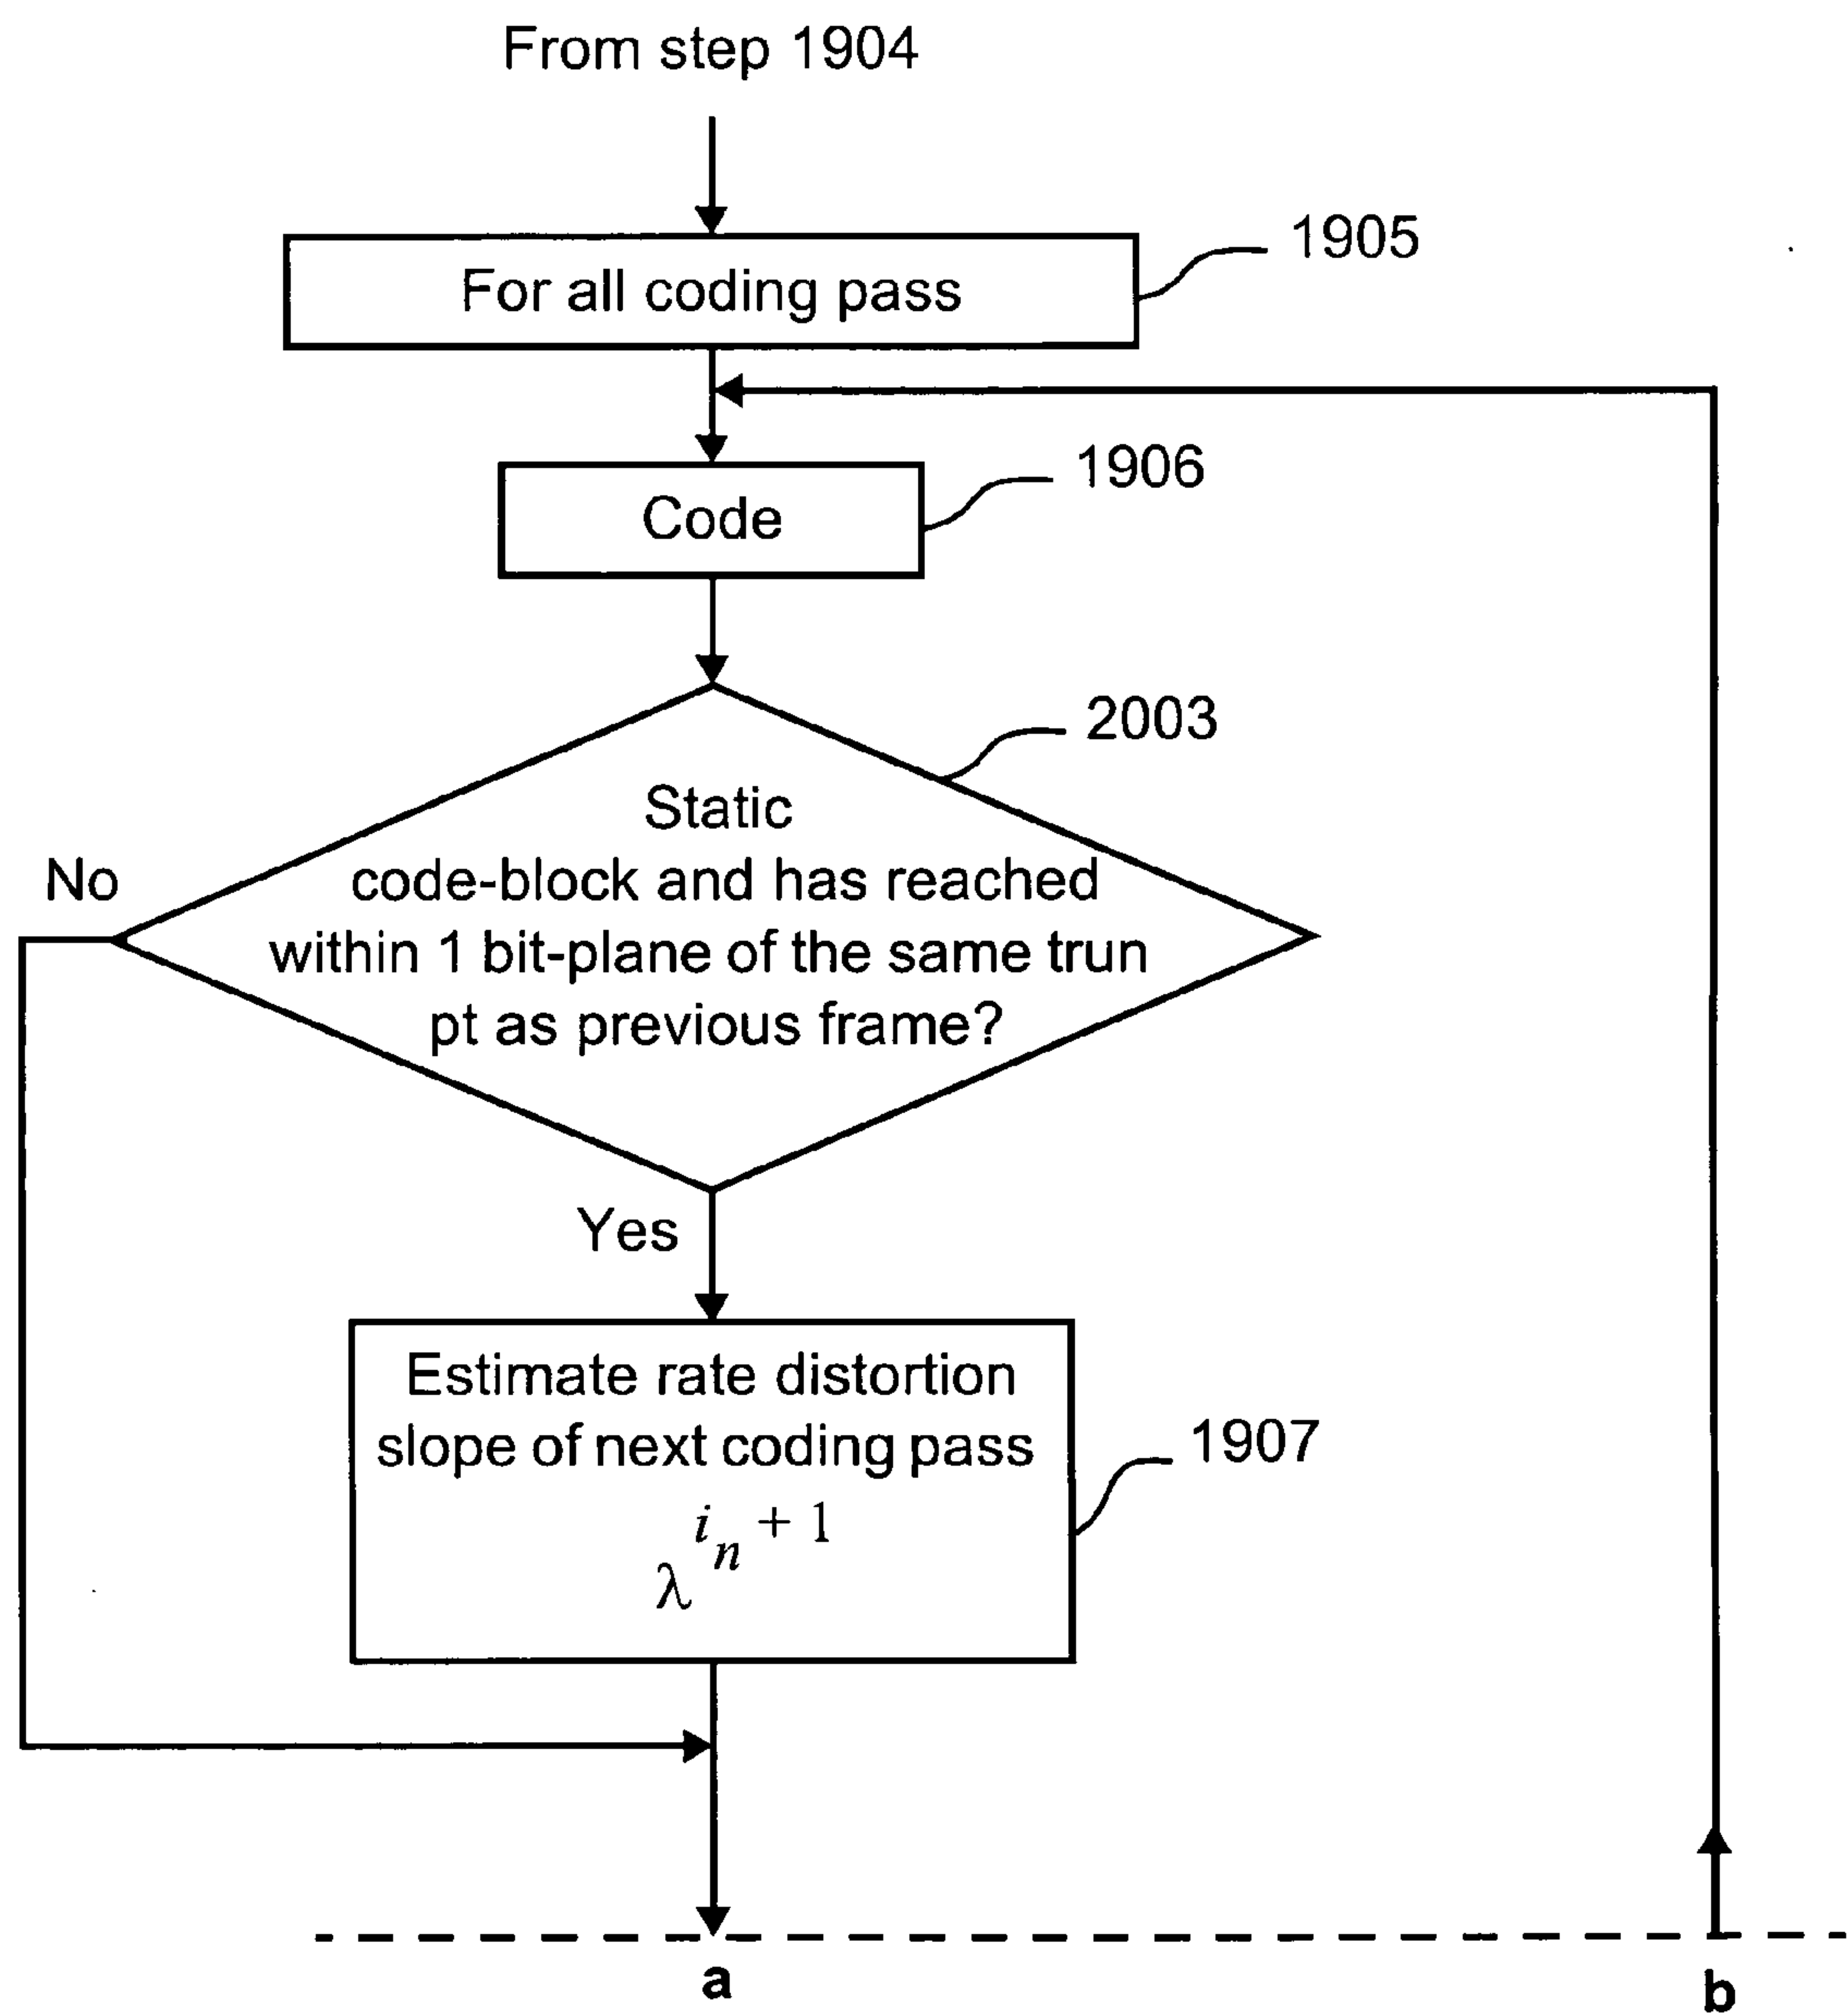 From step 1904
1905
For all coding pass
1906
Code
2003
Static
code-block and has reached
within 1 bit-plane of the same trun
pt as previous frame?
No
Yes
Estimate rate distortion
slope of next coding pass
λ^{i_n + 1}
1907
a
b